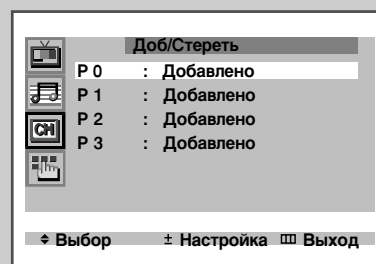 Доб/Стереть
P 0 : Добавлено
P 1 : Добавлено
P 2 : Добавлено
P 3 : Добавлено
CH
Выбор ± Настройка Выход